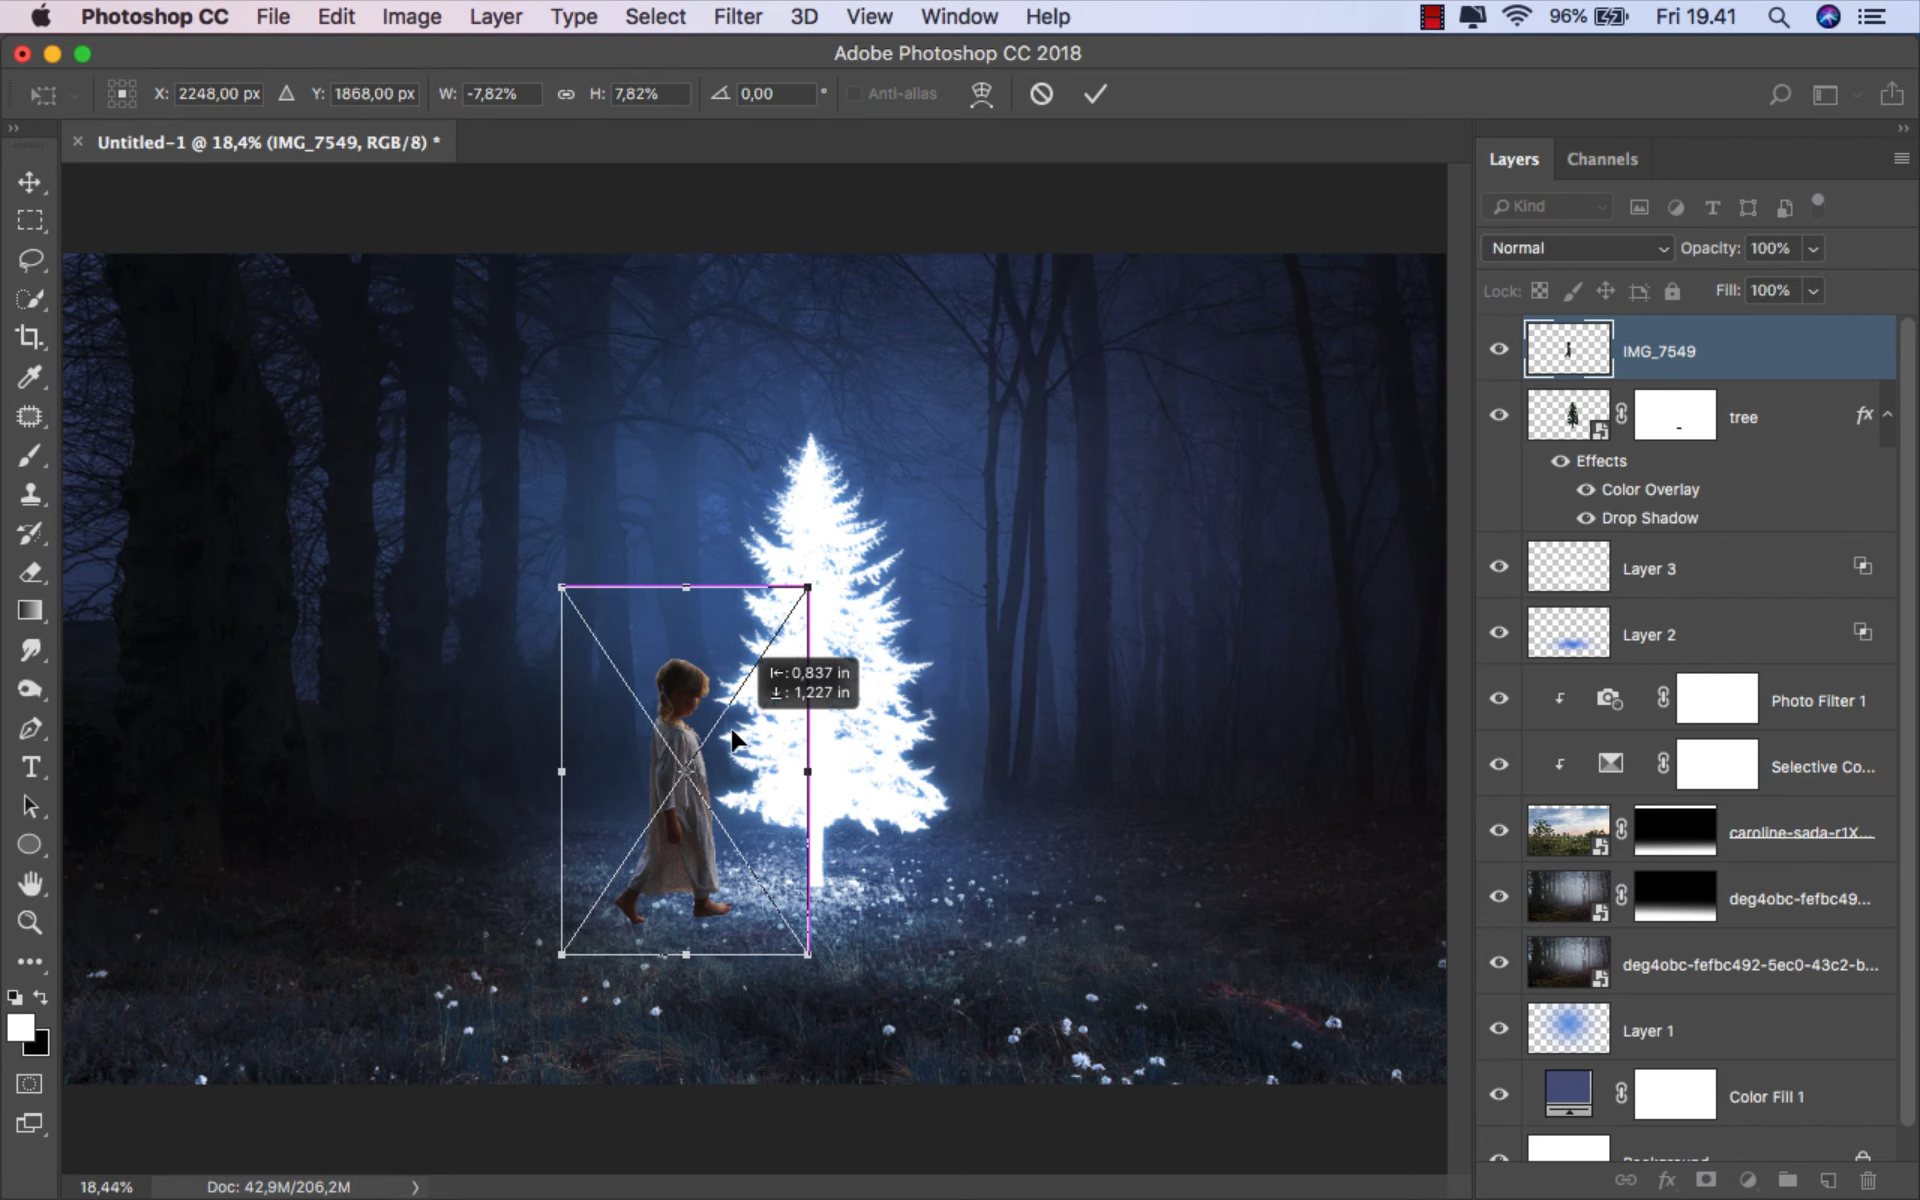 Photoshop CC File Edit Image Layer Type Select Filter 3D View Window Help 96% Fri 19.41
Adobe Photoshop CC 2018
X: 2248,00 px Y: 1868,00 px W: -7,82% H: 7,82% 0,00 ° Anti-alias
Untitled-1 @ 18,4% (IMG_7549, RGB/8) *
Layers Channels
Kind
Normal Opacity: 100%
Lock: Fill: 100%
IMG_7549
tree fx
Effects
Color Overlay
Drop Shadow
Layer 3
Layer 2
: 0,837 in
: 1,227 in
Photo Filter 1
Selective Co...
caroline-sada-r1X...
deg4obc-fefbc49...
deg4obc-fefbc492-5ec0-43c2-b...
Layer 1
Color Fill 1
Background
fx
18,44% Doc: 42,9M/206,2M